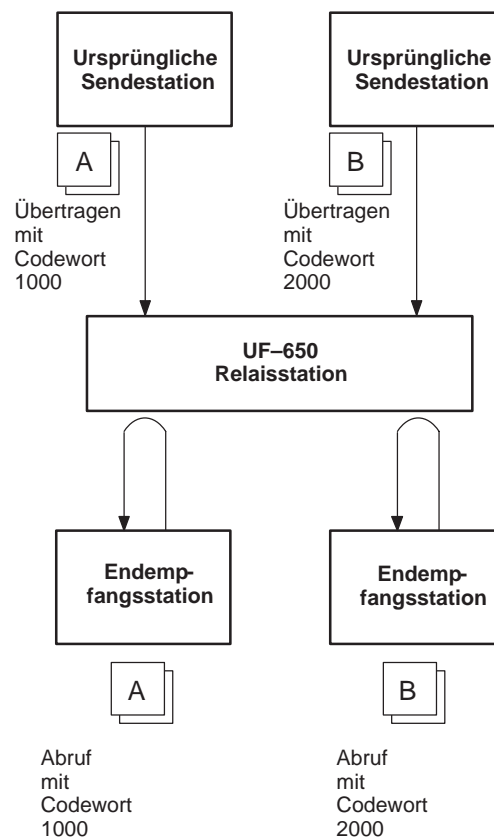 Ursprüngliche
Sendestation
Ursprüngliche
Sendestation
A
B
Übertragen
mit
Codewort
1000
Übertragen
mit
Codewort
2000
UF–650
Relaisstation
Endemp-
fangsstation
Endemp-
fangsstation
A
B
Abruf
mit
Codewort
1000
Abruf
mit
Codewort
2000